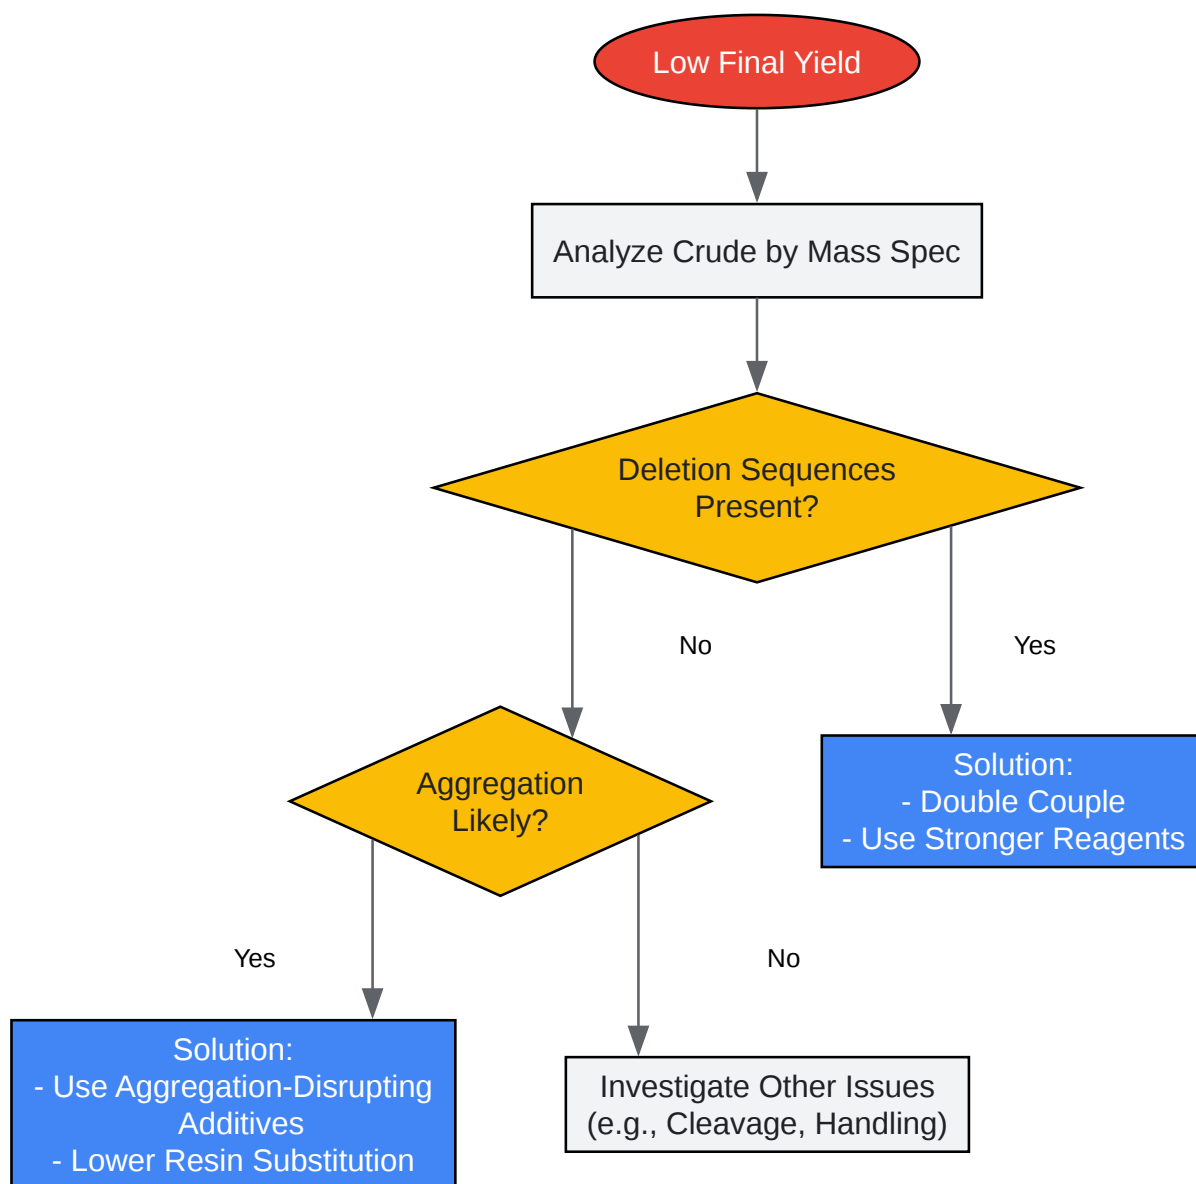 Low Final Yield
Analyze Crude by Mass Spec
Deletion Sequences
Present?
No
Yes
Aggregation
Likely?
Solution:
- Double Couple
- Use Stronger Reagents
Yes
No
Solution:
- Use Aggregation-Disrupting
Additives
- Lower Resin Substitution
Investigate Other Issues
(e.g., Cleavage, Handling)